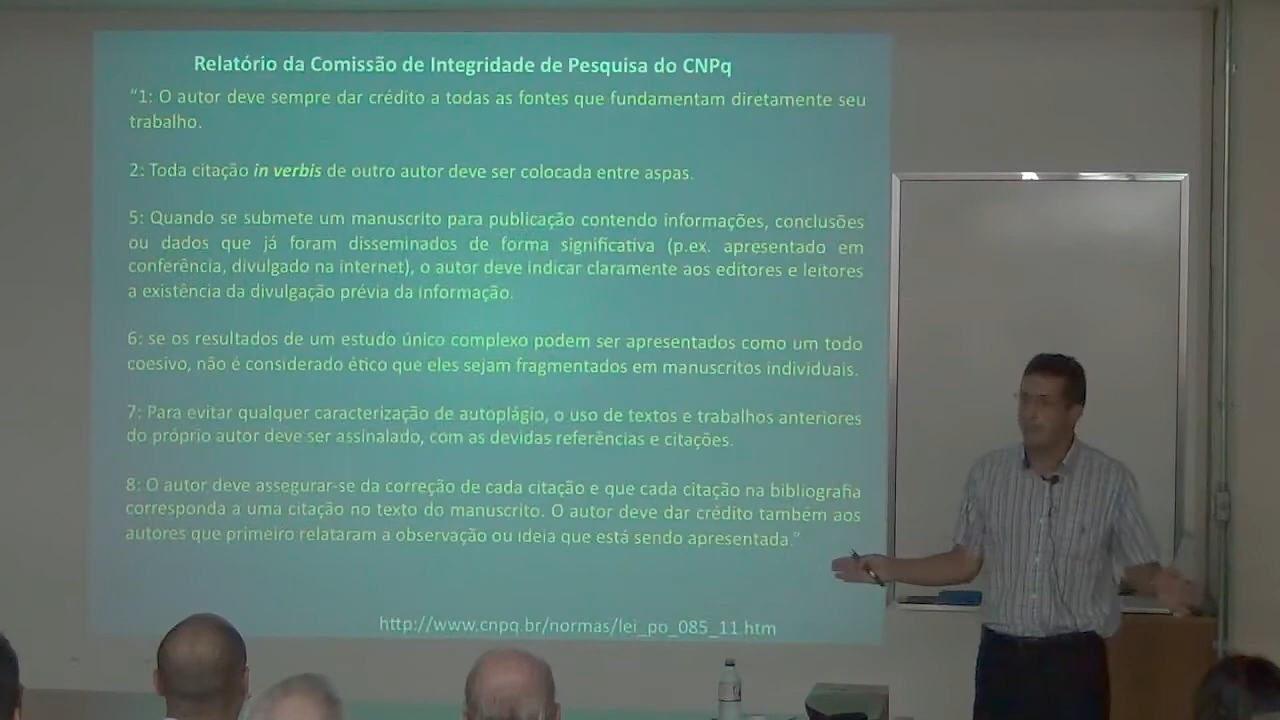 Relatório da Comissão de Integridade de Pesquisa do CNPq
“1: O autor deve sempre dar crédito a todas as fontes que fundamentam diretamente seu
trabalho.
2: Toda citação in verbis de outro autor deve ser colocada entre aspas.
5: Quando se submete um manuscrito para publicação contendo informações, conclusões
ou dados que já foram disseminados de forma significativa (p.ex. apresentado em
conferência, divulgado na internet), o autor deve indicar claramente aos editores e leitores
a existência da divulgação prévia da informação.
6: se os resultados de um estudo único complexo podem ser apresentados como um todo
coesivo, não é considerado ético que eles sejam fragmentados em manuscritos individuais.
7: Para evitar qualquer caracterização de autoplágio, o uso de textos e trabalhos anteriores
do próprio autor deve ser assinalado, com as devidas referências e citações.
8: O autor deve assegurar-se da correção de cada citação e que cada citação na bibliografia
corresponda a uma citação no texto do manuscrito. O autor deve dar crédito também aos
autores que primeiro relataram a observação ou ideia que está sendo apresentada.”
http://www.cnpq.br/normas/lei_po_085_11.htm